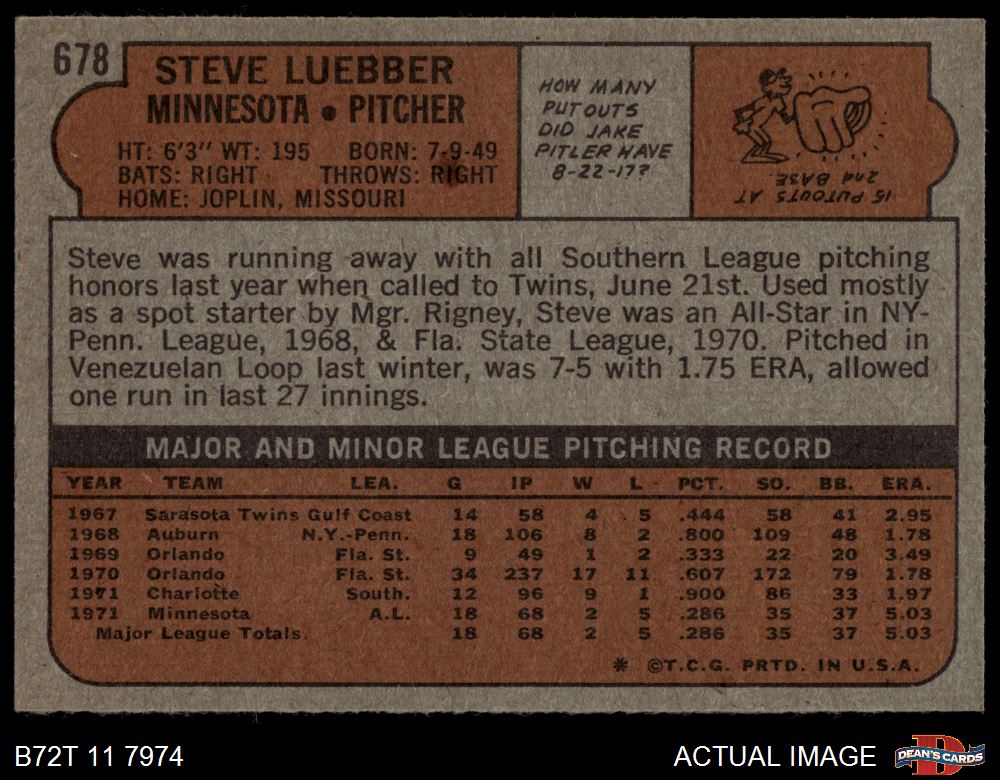 678
STEVE LUEBBER
MINNESOTA • PITCHER
HT: 6'3" WT: 195 BORN: 7-9-49
BATS: RIGHT THROWS: RIGHT
HOME: JOPLIN, MISSOURI
HOW MANY
PUTOUTS
DID JAKE
PITLER HAVE
8-22-17?
15 PUTOUTS AT
2nd BASE.
Steve was running away with all Southern League pitching
honors last year when called to Twins, June 21st. Used mostly
as a spot starter by Mgr. Rigney, Steve was an All-Star in NY-
Penn. League, 1968, & Fla. State League, 1970. Pitched in
Venezuelan Loop last winter, was 7-5 with 1.75 ERA, allowed
one run in last 27 innings.
MAJOR AND MINOR LEAGUE PITCHING RECORD
YEAR TEAM LEA. G IP W L PCT. SO. BB. ERA.
1967 Sarasota Twins Gulf Coast 14 58 4 5 .444 58 41 2.95
1968 Auburn N.Y.-Penn. 18 106 8 2 .800 109 48 1.78
1969 Orlando Fla. St. 9 49 1 2 .333 22 20 3.49
1970 Orlando Fla. St. 34 237 17 11 .607 172 79 1.78
1971 Charlotte South. 12 96 9 1 .900 86 33 1.97
1971 Minnesota A.L. 18 68 2 5 .286 35 37 5.03
Major League Totals. 18 68 2 5 .286 35 37 5.03
* ©T.C.G. PRTD. IN U.S.A.
B72T 11 7974
ACTUAL IMAGE
D
DEAN'S CARDS